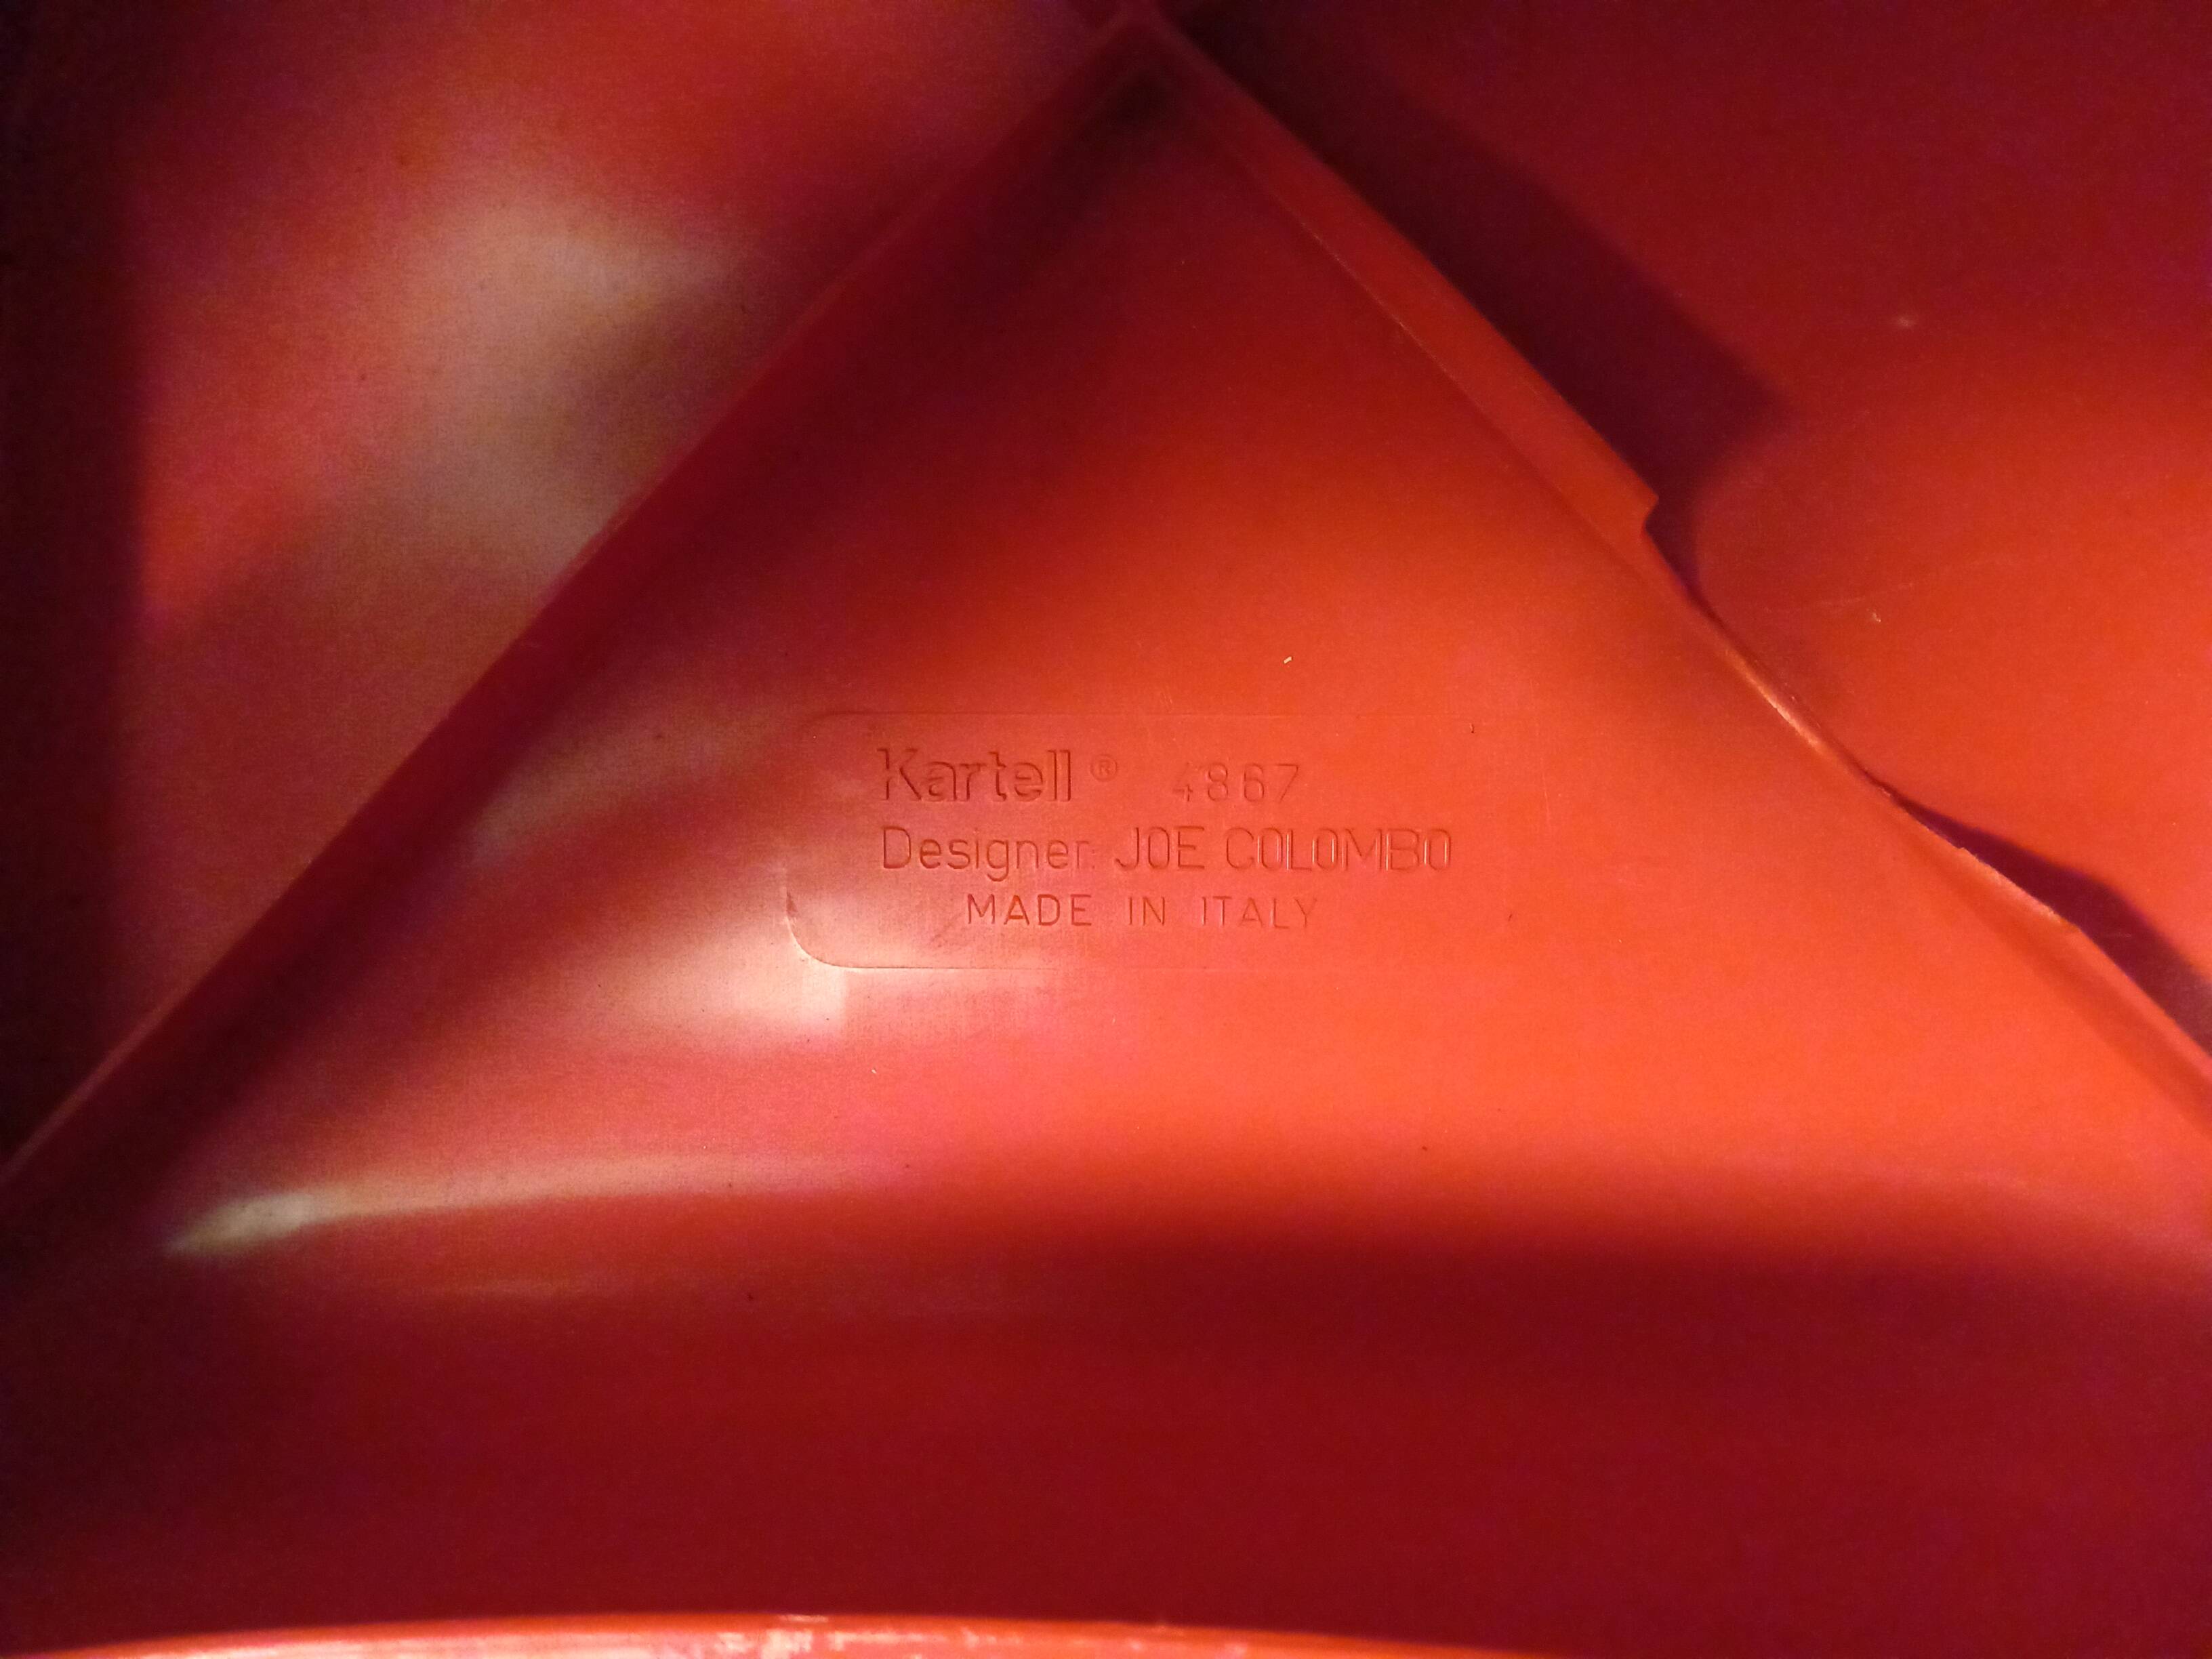 Kartell® 4867
Designer: JOE COLOMBO
MADE IN ITALY